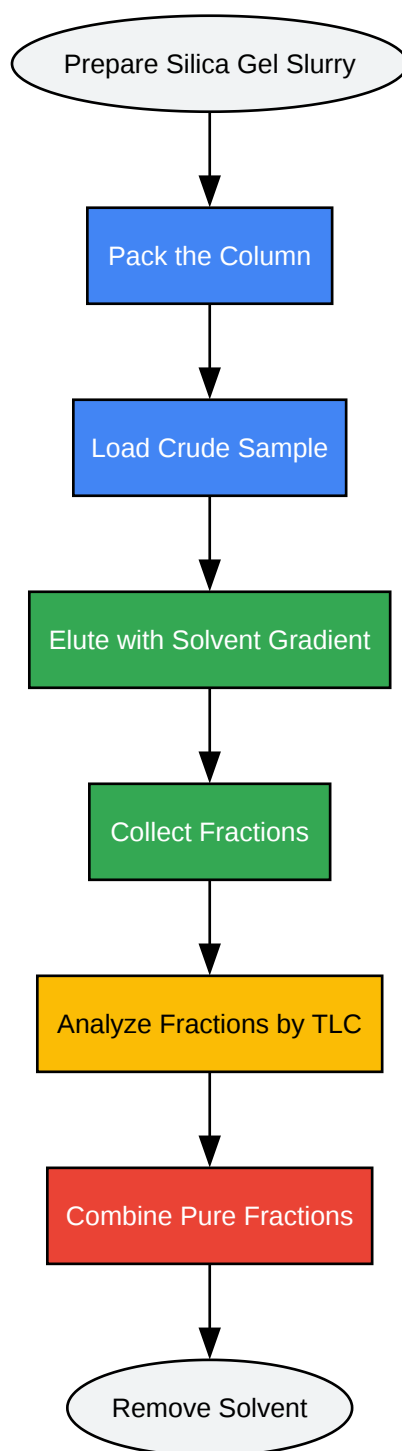 Prepare Silica Gel Slurry
Pack the Column
Load Crude Sample
Elute with Solvent Gradient
Collect Fractions
Analyze Fractions by TLC
Combine Pure Fractions
Remove Solvent